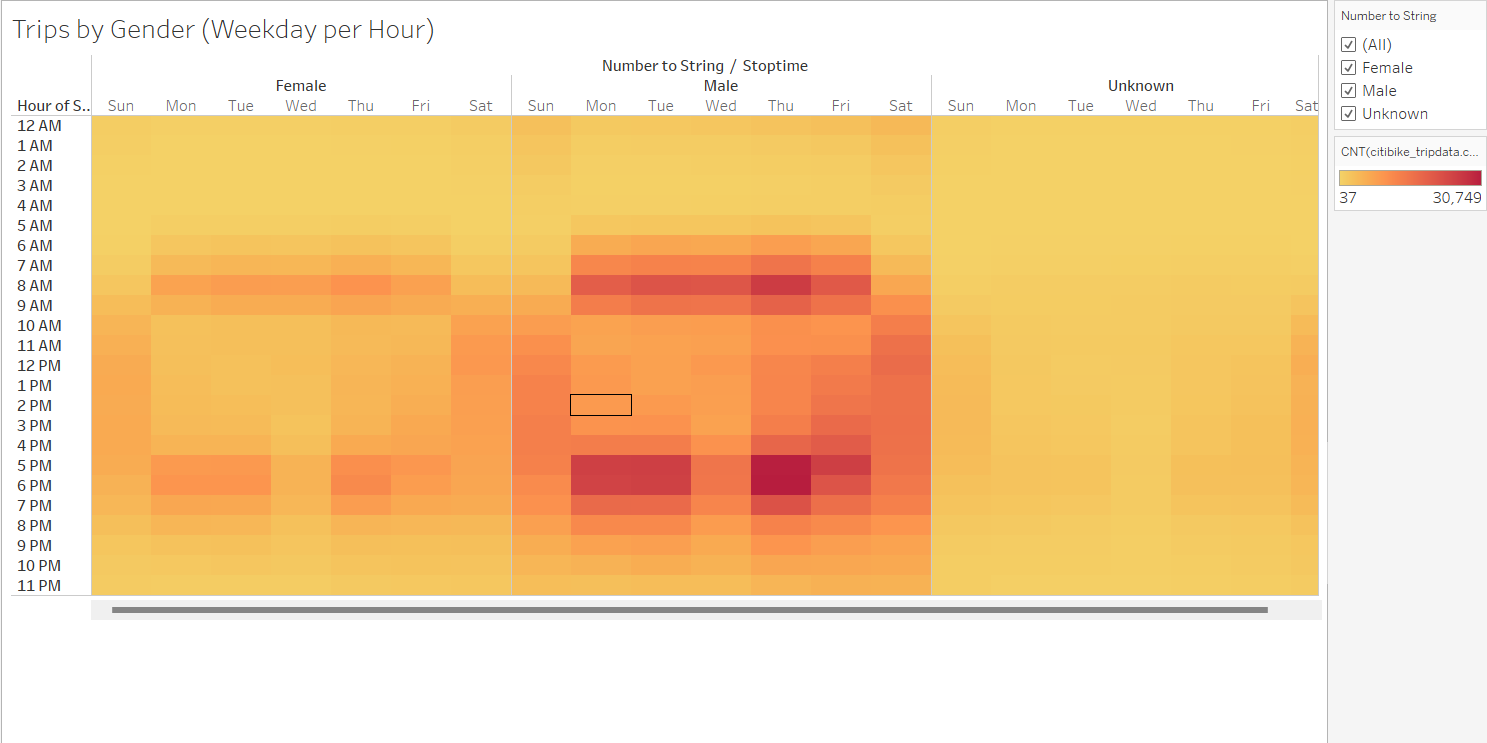 Trips by Gender (Weekday per Hour)
Number to String / Stoptime
Female Male Unknown
Hour of S.. Sun Mon Tue Wed Thu Fri Sat Sun Mon Tue Wed Thu Fri Sat Sun Mon Tue Wed Thu Fri Sat
12 AM
1 AM
2 AM
3 AM
4 AM
5 AM
6 AM
7 AM
8 AM
9 AM
10 AM
11 AM
12 PM
1 PM
2 PM
3 PM
4 PM
5 PM
6 PM
7 PM
8 PM
9 PM
10 PM
11 PM
Number to String
(All)
Female
Male
Unknown
CNT(citibike_tripdata.c...
37 30,749